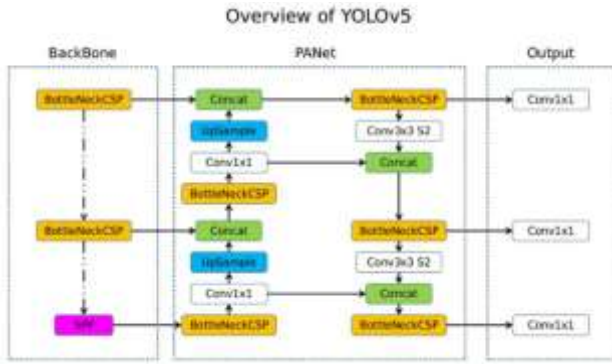 Overview of YOLOv5
BackBone
PANet
Output
BottleNeckCSP
Concat
BottleNeckCSP
Conv1x1
UpSample
Conv3x3 S2
Conv1x1
Concat
BottleNeckCSP
BottleNeckCSP
Concat
BottleNeckCSP
Conv1x1
UpSample
Conv3x3 S2
Conv1x1
Concat
SPP
BottleNeckCSP
BottleNeckCSP
Conv1x1